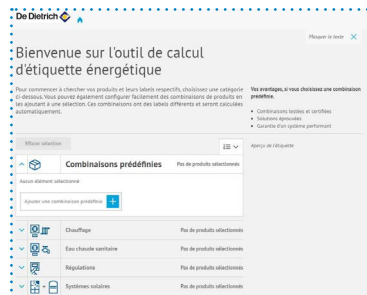 De Dietrich
Masquer le texte
Bienvenue sur l'outil de calcul
d'étiquette énergétique
Pour commencer à chercher vos produits et leurs labels respectifs, choisissez une catégorie
ci-dessous. Vous pouvez également configurer facilement des combinaisons de produits en
les ajoutant à une sélection. Ces combinaisons ont des labels différents et seront calculées
automatiquement.
Vos avantages, si vous choisissez une combinaison
prédéfinie.
• Combinaisons testées et certifiées
• Solutions éprouvées
• Garantie d'un système performant
Effacer sélection
Aperçu de l'étiquette
Combinaisons prédéfinies
Pas de produits sélectionnés
Aucun élément sélectionné
Ajouter une combinaison prédéfinie +
Chauffage
Pas de produits sélectionnés
Eau chaude sanitaire
Pas de produits sélectionnés
Régulations
Pas de produits sélectionnés
Systèmes solaires
Pas de produits sélectionnés